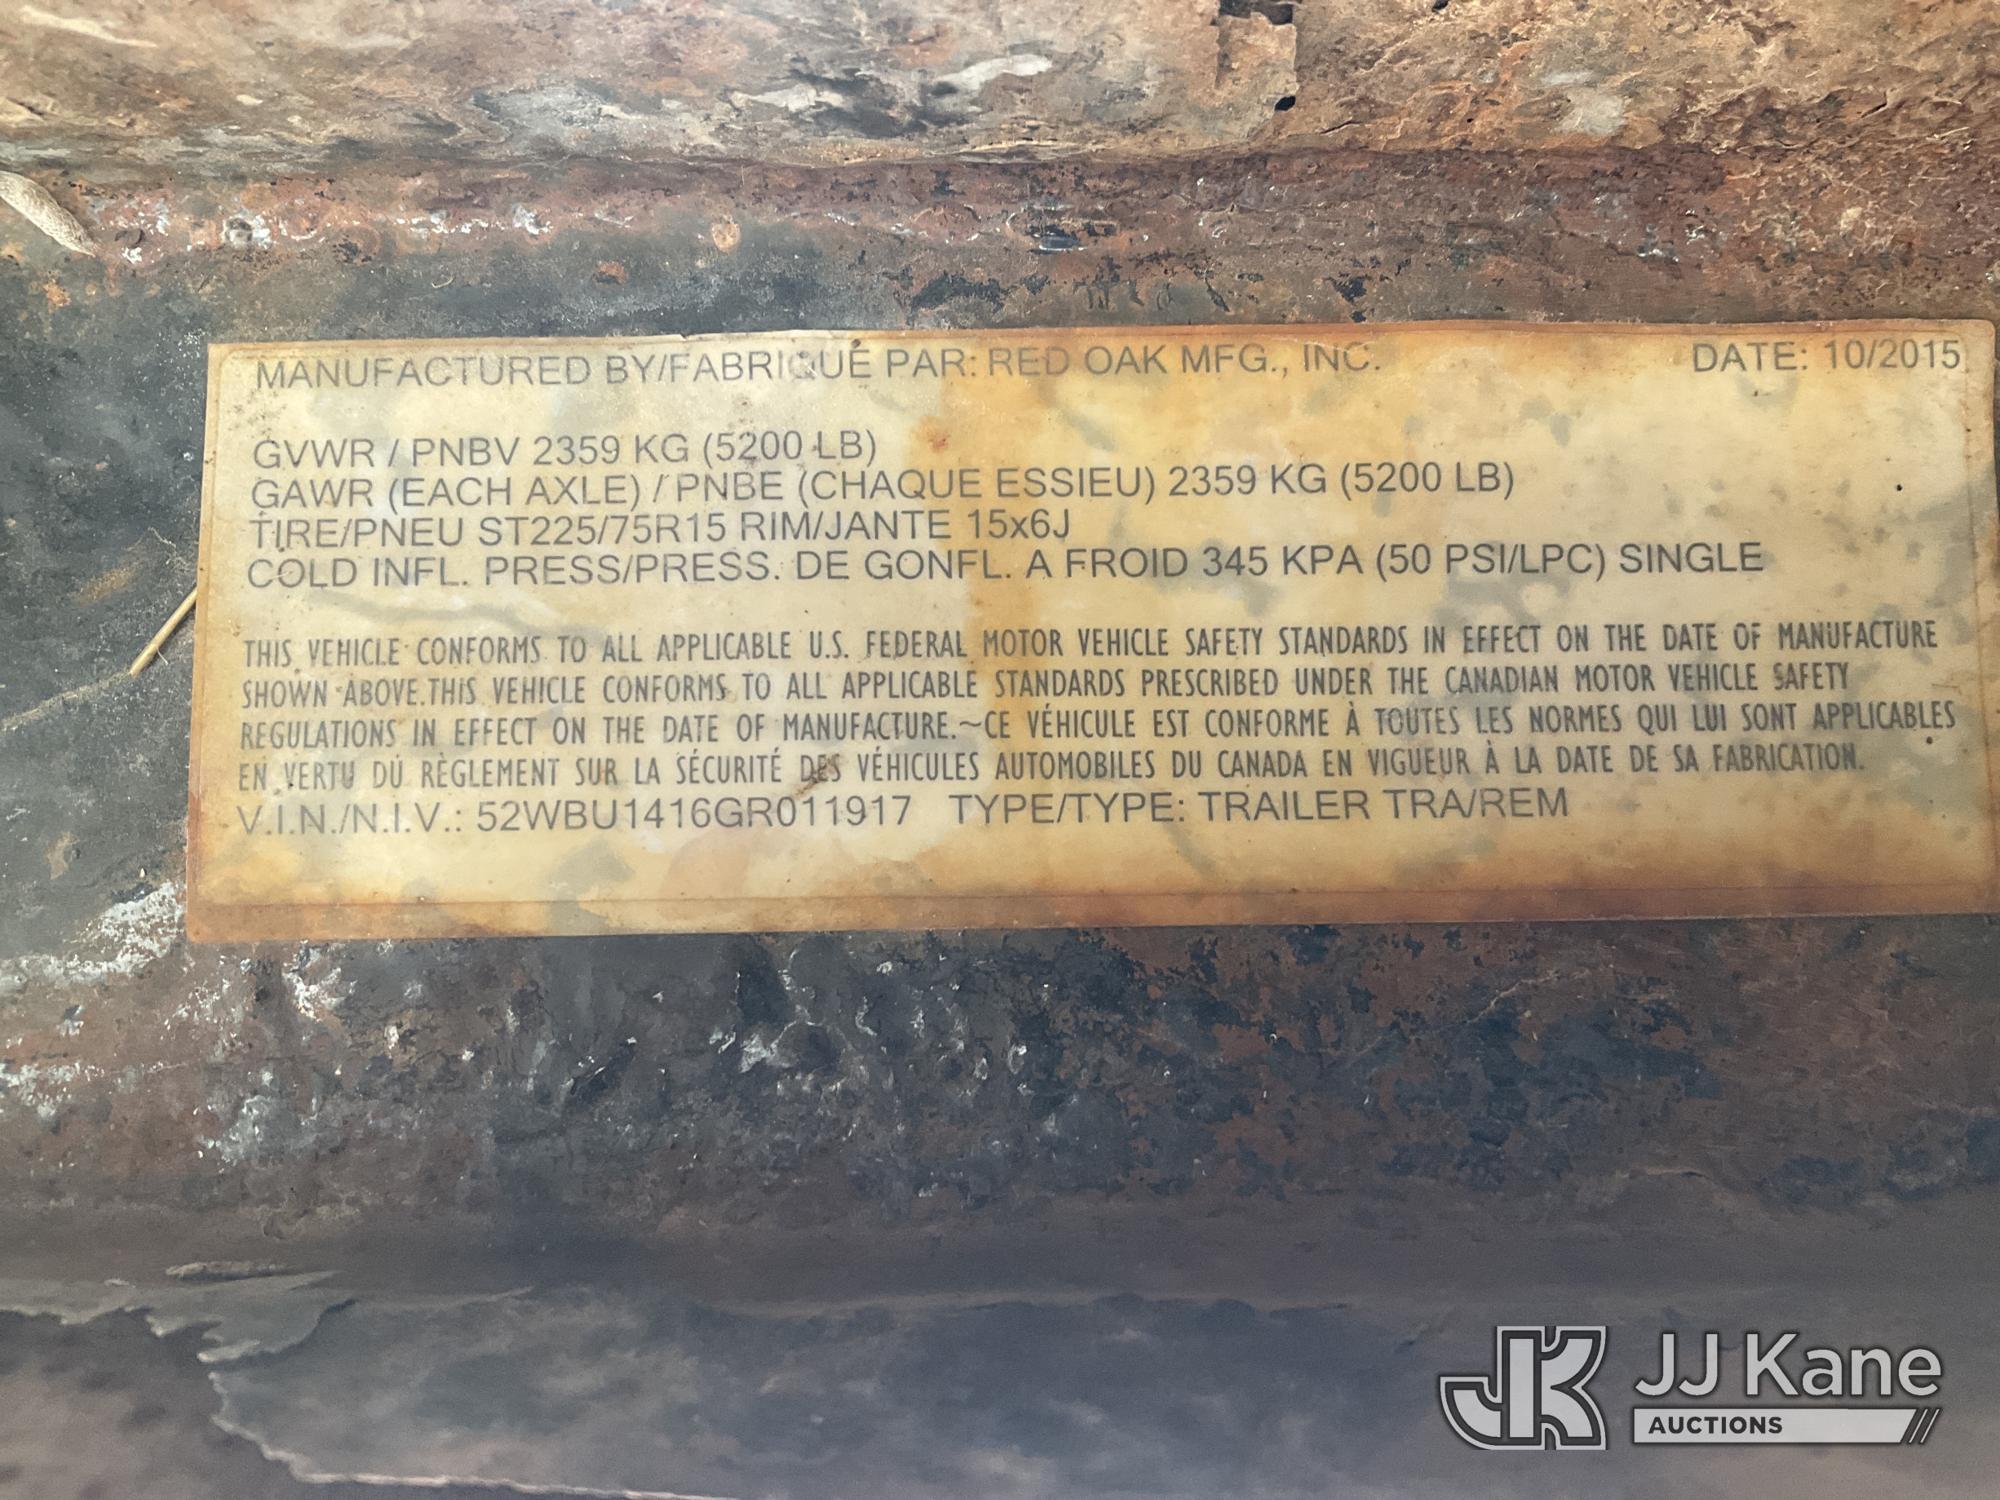 MANUFACTURED BY/FABRIQUÉ PAR: RED OAK MFG., INC. DATE: 10/2015
GVWR / PNBV 2359 KG (5200 LB)
GAWR (EACH AXLE) / PNBE (CHAQUE ESSIEU) 2359 KG (5200 LB)
TIRE/PNEU ST225/75R15 RIM/JANTE 15x6J
COLD INFL. PRESS/PRESS. DE GONFL. A FROID 345 KPA (50 PSI/LPC) SINGLE
THIS VEHICLE CONFORMS TO ALL APPLICABLE U.S. FEDERAL MOTOR VEHICLE SAFETY STANDARDS IN EFFECT ON THE DATE OF MANUFACTURE
SHOWN ABOVE.THIS VEHICLE CONFORMS TO ALL APPLICABLE STANDARDS PRESCRIBED UNDER THE CANADIAN MOTOR VEHICLE SAFETY
REGULATIONS IN EFFECT ON THE DATE OF MANUFACTURE.~CE VÉHICULE EST CONFORME À TOUTES LES NORMES QUI LUI SONT APPLICABLES
EN VERTU DU RÈGLEMENT SUR LA SÉCURITÉ DES VÉHICULES AUTOMOBILES DU CANADA EN VIGUEUR À LA DATE DE SA FABRICATION.
V.I.N./N.I.V.: 52WBU1416GR011917 TYPE/TYPE: TRAILER TRA/REM
JK JJ Kane
AUCTIONS